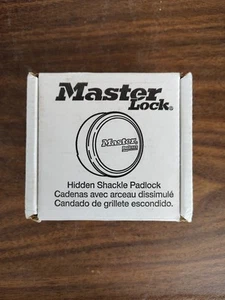 Master
Lock®
Master
Hidden Shackle Padlock
Cadenas avec arceau dissimulé
Candado de grillete escondido.